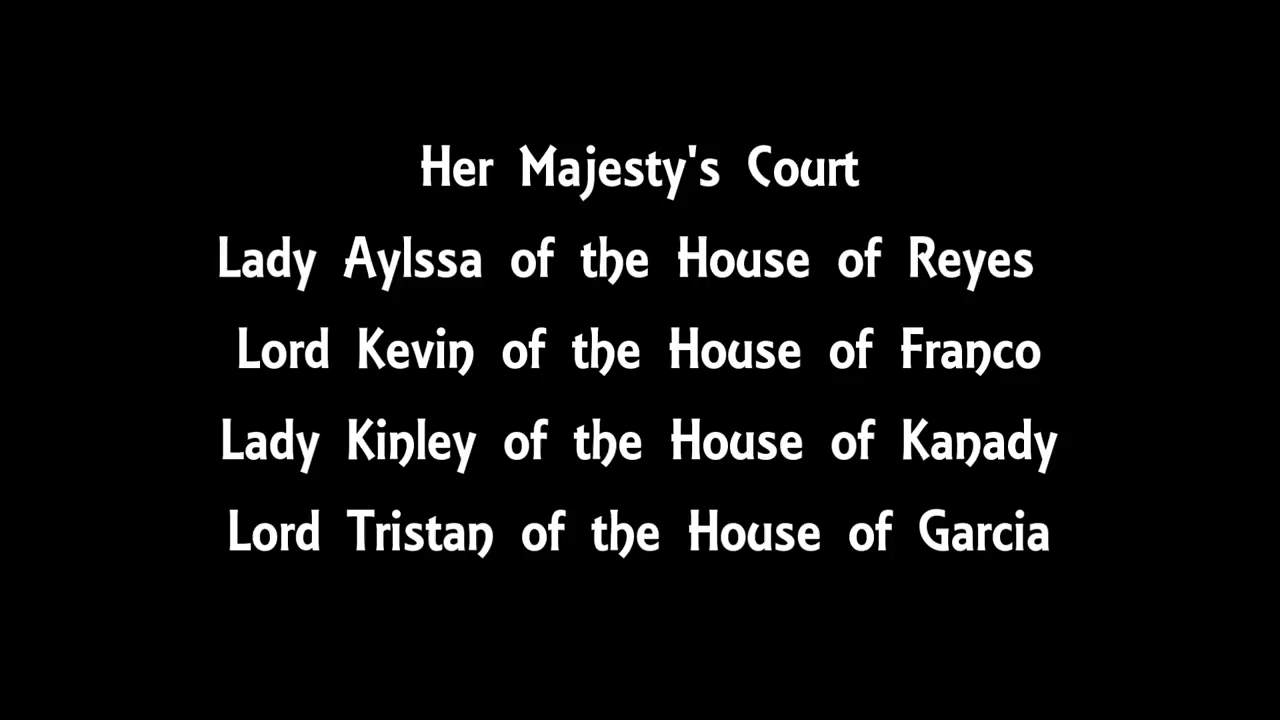 Her Majesty's Court
Lady Aylssa of the House of Reyes
Lord Kevin of the House of Franco
Lady Kinley of the House of Kanady
Lord Tristan of the House of Garcia